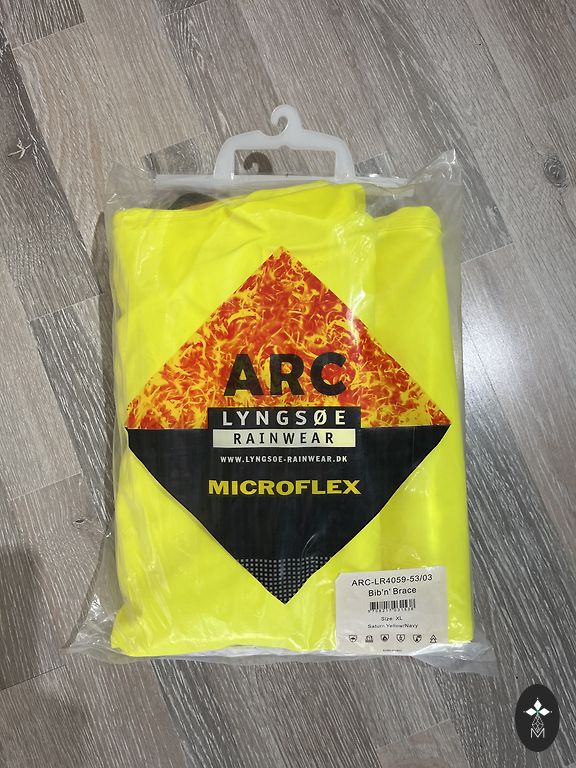 ARC
LYNGSØE
RAINWEAR
WWW.LYNGSOE-RAINWEAR.DK
MICROFLEX
ARC-LR4059-53/03
Bib'n' Brace
Size: XL
Saturn Yellow/Navy